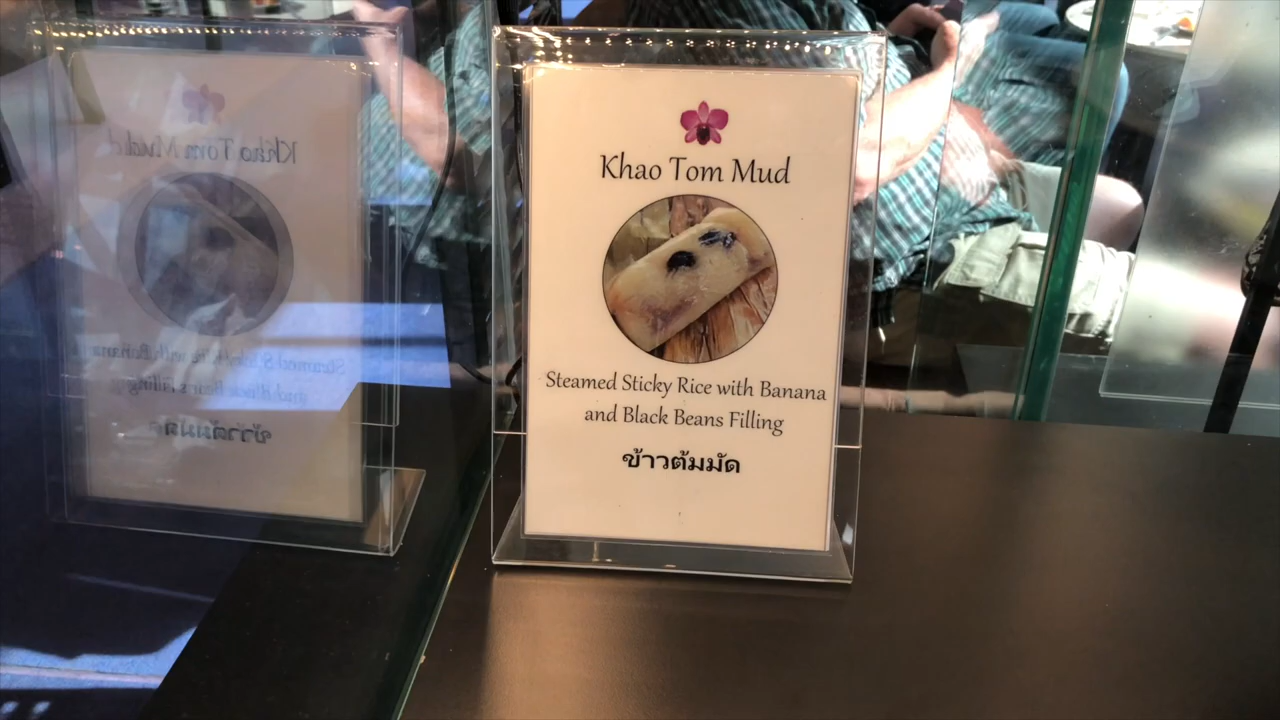 Khao Tom Mud
Steamed Sticky Rice with Banana
and Black Beans Filling
ข้าวต้มมัด